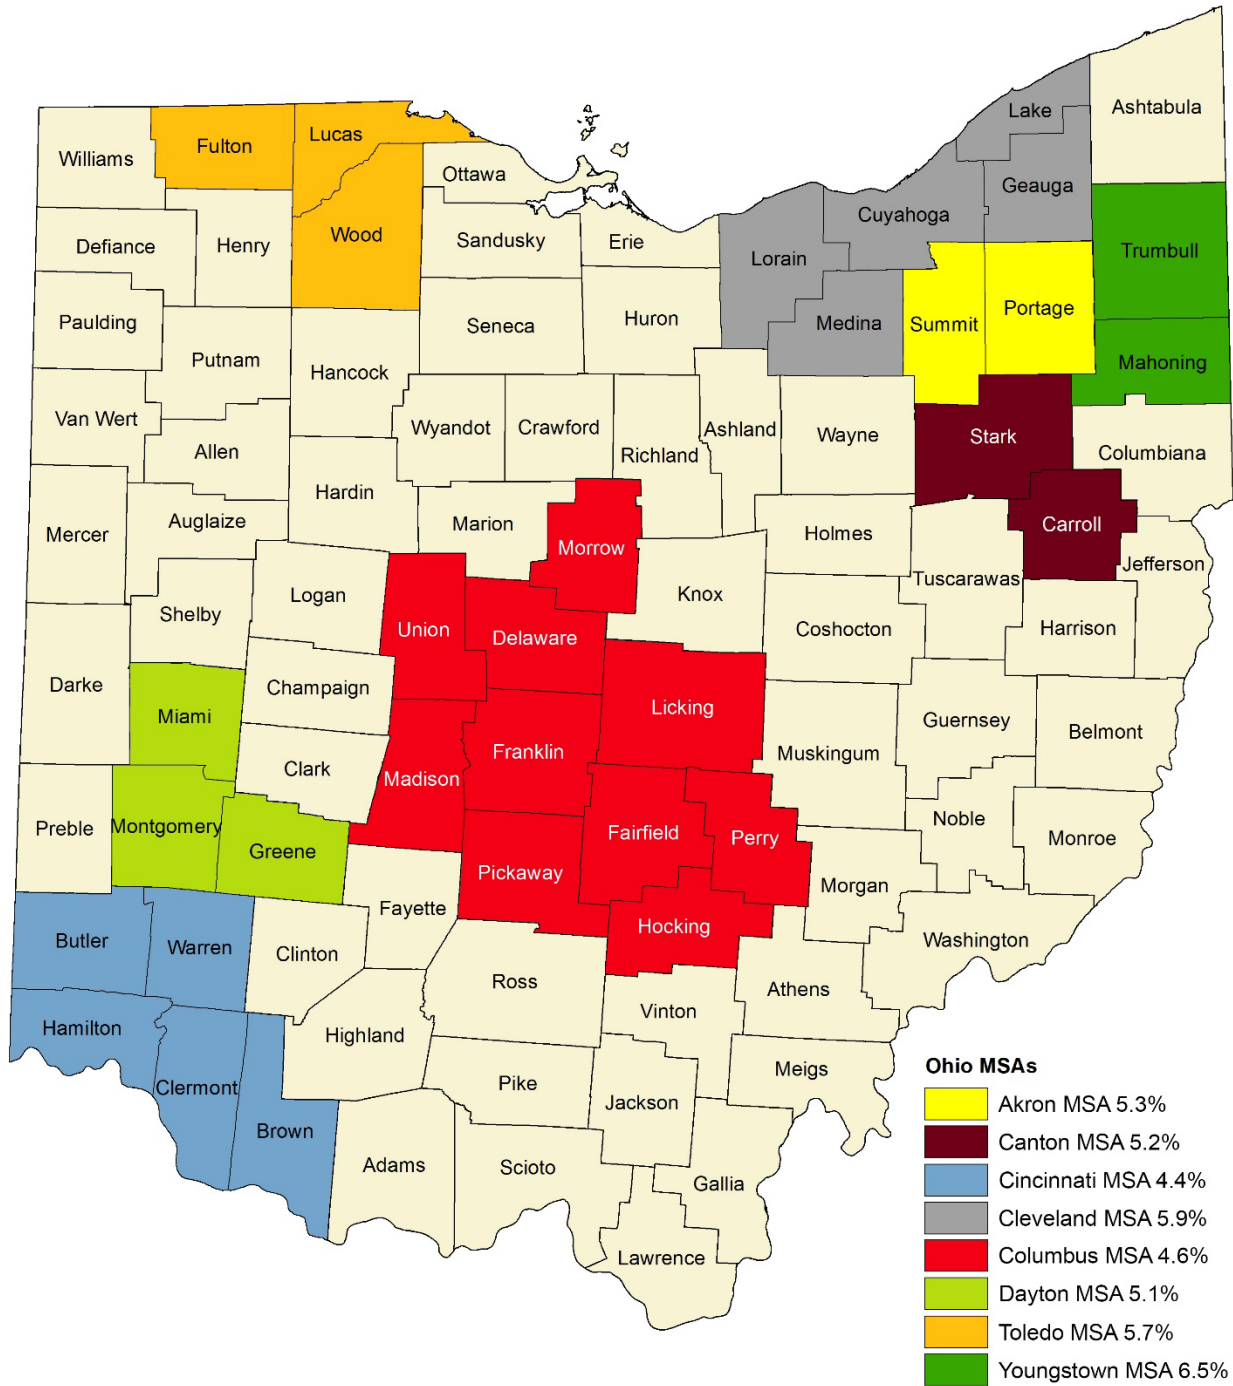 Lake
Ashtabula
Williams
Fulton
Lucas
Ottawa
Geauga
Cuyahoga
Defiance
Henry
Wood
Sandusky
Erie
Lorain
Trumbull
Paulding
Putnam
Seneca
Huron
Medina
Summit
Portage
Mahoning
Hancock
Van Wert
Allen
Wyandot
Crawford
Richland
Ashland
Wayne
Stark
Columbiana
Hardin
Mercer
Auglaize
Marion
Morrow
Holmes
Carroll
Jefferson
Tuscarawas
Logan
Knox
Shelby
Union
Delaware
Coshocton
Harrison
Darke
Champaign
Miami
Licking
Guernsey
Belmont
Franklin
Muskingum
Clark
Madison
Preble
Montgomery
Greene
Fairfield
Perry
Noble
Monroe
Pickaway
Morgan
Fayette
Hocking
Butler
Warren
Clinton
Washington
Ross
Athens
Vinton
Hamilton
Highland
Meigs
Clermont
Pike
Jackson
Brown
Adams
Scioto
Gallia
Lawrence
Ohio MSAs
Akron MSA 5.3%
Canton MSA 5.2%
Cincinnati MSA 4.4%
Cleveland MSA 5.9%
Columbus MSA 4.6%
Dayton MSA 5.1%
Toledo MSA 5.7%
Youngstown MSA 6.5%